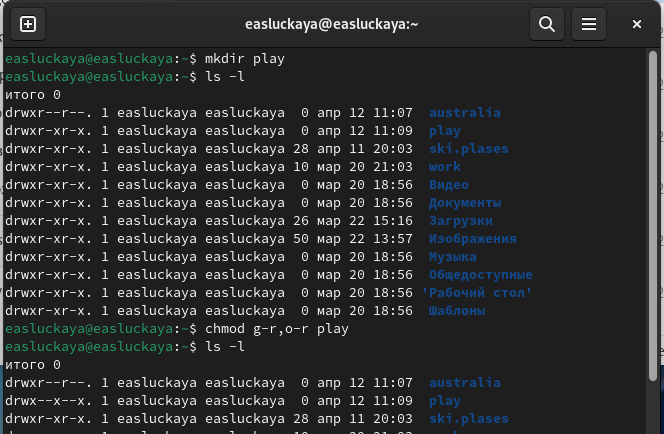 easluckaya@easluckaya:~
easluckaya@easluckaya:~$ mkdir play
easluckaya@easluckaya:~$ ls -l
итого 0
drwxr--r--. 1 easluckaya easluckaya  0 апр 12 11:07  australia
drwxr-xr-x. 1 easluckaya easluckaya  0 апр 12 11:09  play
drwxr-xr-x. 1 easluckaya easluckaya 28 апр 11 20:03  ski.plases
drwxr-xr-x. 1 easluckaya easluckaya 10 мар 20 21:03  work
drwxr-xr-x. 1 easluckaya easluckaya  0 мар 20 18:56  Видео
drwxr-xr-x. 1 easluckaya easluckaya  0 мар 20 18:56  Документы
drwxr-xr-x. 1 easluckaya easluckaya 26 мар 22 15:16  Загрузки
drwxr-xr-x. 1 easluckaya easluckaya 50 мар 22 13:57  Изображения
drwxr-xr-x. 1 easluckaya easluckaya  0 мар 20 18:56  Музыка
drwxr-xr-x. 1 easluckaya easluckaya  0 мар 20 18:56  Общедоступные
drwxr-xr-x. 1 easluckaya easluckaya  0 мар 20 18:56 'Рабочий стол'
drwxr-xr-x. 1 easluckaya easluckaya  0 мар 20 18:56  Шаблоны
easluckaya@easluckaya:~$ chmod g-r,o-r play
easluckaya@easluckaya:~$ ls -l
итого 0
drwxr--r--. 1 easluckaya easluckaya  0 апр 12 11:07  australia
drwx--x--x. 1 easluckaya easluckaya  0 апр 12 11:09  play
drwxr-xr-x. 1 easluckaya easluckaya 28 апр 11 20:03  ski.plases